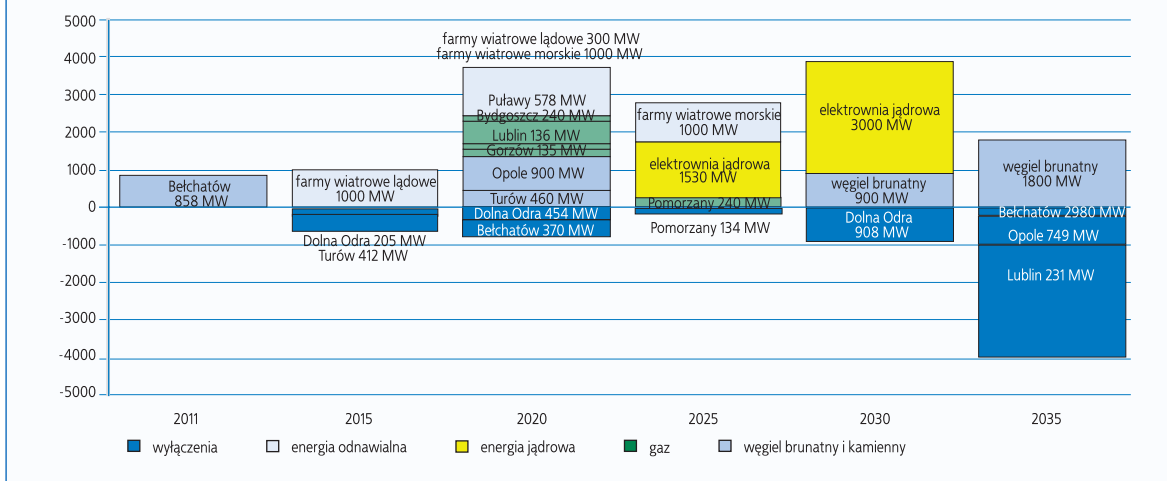 5000
4000
3000
2000
1000
0
-1000
-2000
-3000
-4000
-5000
Bełchatów
858 MW
farmy wiatrowe lądowe
1000 MW
Dolna Odra 205 MW
Turów 412 MW
farmy wiatrowe lądowe 300 MW
farmy wiatrowe morskie 1000 MW
Puławy 578 MW
Bydgoszcz 240 MW
Lublin 136 MW
Gorzów 135 MW
Opole 900 MW
Turów 460 MW
Dolna Odra 454 MW
Bełchatów 370 MW
farmy wiatrowe morskie
1000 MW
elektrownia jądrowa
1530 MW
Pomorzany 240 MW
Pomorzany 134 MW
elektrownia jądrowa
3000 MW
węgiel brunatny
900 MW
Dolna Odra
908 MW
węgiel brunatny
1800 MW
Bełchatów 2980 MW
Opole 749 MW
Lublin 231 MW
2011
2015
2020
2025
2030
2035
wyłączenia
energia odnawialna
energia jądrowa
gaz
węgiel brunatny i kamienny